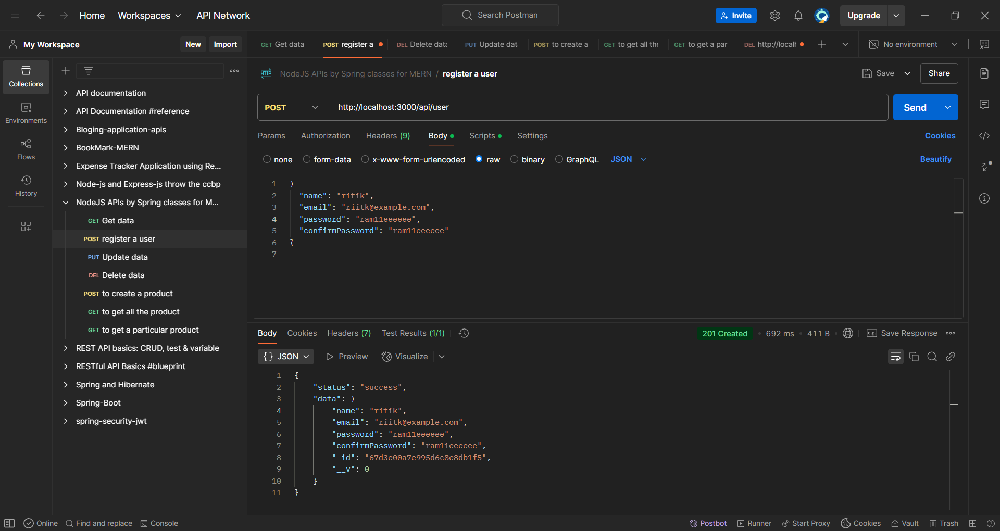 Home Workspaces API Network Search Postman Invite Upgrade
My Workspace New Import GET Get data POST register a DEL Delete data PUT Update dat POST to create a GET to get all the GET to get a par DEL http://localh No environment
Collections
Environments
Flows
History
API documentation
API Documentation #reference
Bloging-application-apis
BookMark-MERN
Expense Tracker Application using Re...
Node-js and Express-js throw the ccbp
NodeJS APIs by Spring classes for M...
GET Get data
POST register a user
PUT Update data
DEL Delete data
POST to create a product
GET to get all the product
GET to get a particular product
REST API basics: CRUD, test & variable
RESTful API Basics #blueprint
Spring and Hibernate
Spring-Boot
spring-security-jwt
HTTP NodeJS APIs by Spring classes for MERN / register a user Save Share
POST http://localhost:3000/api/user Send
Params Authorization Headers (9) Body Scripts Settings Cookies
none form-data x-www-form-urlencoded raw binary GraphQL JSON Beautify
1 {
2 "name": "ritik",
3 "email": "riitk@example.com",
4 "password": "ram11eeeeee",
5 "confirmPassword": "ram11eeeeee"
6 }
7
Body Cookies Headers (7) Test Results (1/1) 201 Created 692 ms 411 B e.g. Save Response
{} JSON Preview Visualize
1 {
2 "status": "success",
3 "data": {
4 "name": "ritik",
5 "email": "riitk@example.com",
6 "password": "ram11eeeeee",
7 "confirmPassword": "ram11eeeeee",
8 "_id": "67d3e00a7e995d6c8e8db1f5",
9 "__v": 0
10 }
11 }
Online Find and replace Console Postbot Runner Start Proxy Cookies Vault Trash